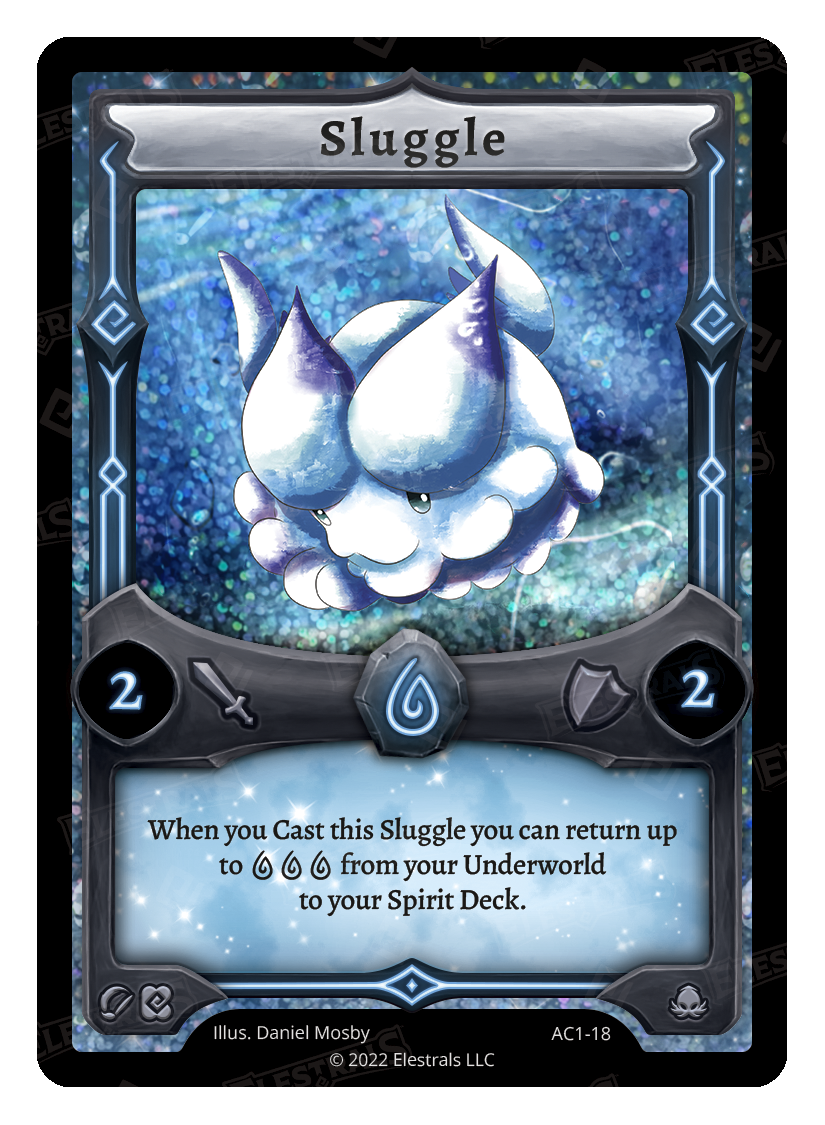 Sluggle
2
2
When you Cast this Sluggle you can return up
to from your Underworld
to your Spirit Deck.
Illus. Daniel Mosby
AC1-18
© 2022 Elestrals LLC